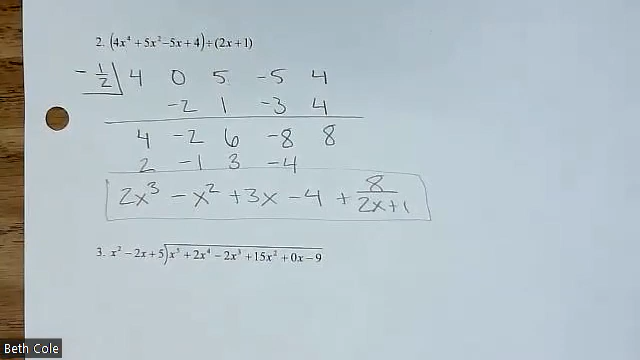 2. (4x⁴ + 5x² – 5x + 4) ÷ (2x + 1)
-1/2 | 4 0 5 -5 4
-2 1 -3 4
4 -2 6 -8 8
2 -1 3 -4
2x³ - x² + 3x - 4 + 8/(2x+1)
3. x² – 2x + 5)x⁵ + 2x⁴ – 2x³ + 15x² + 0x – 9
Beth Cole